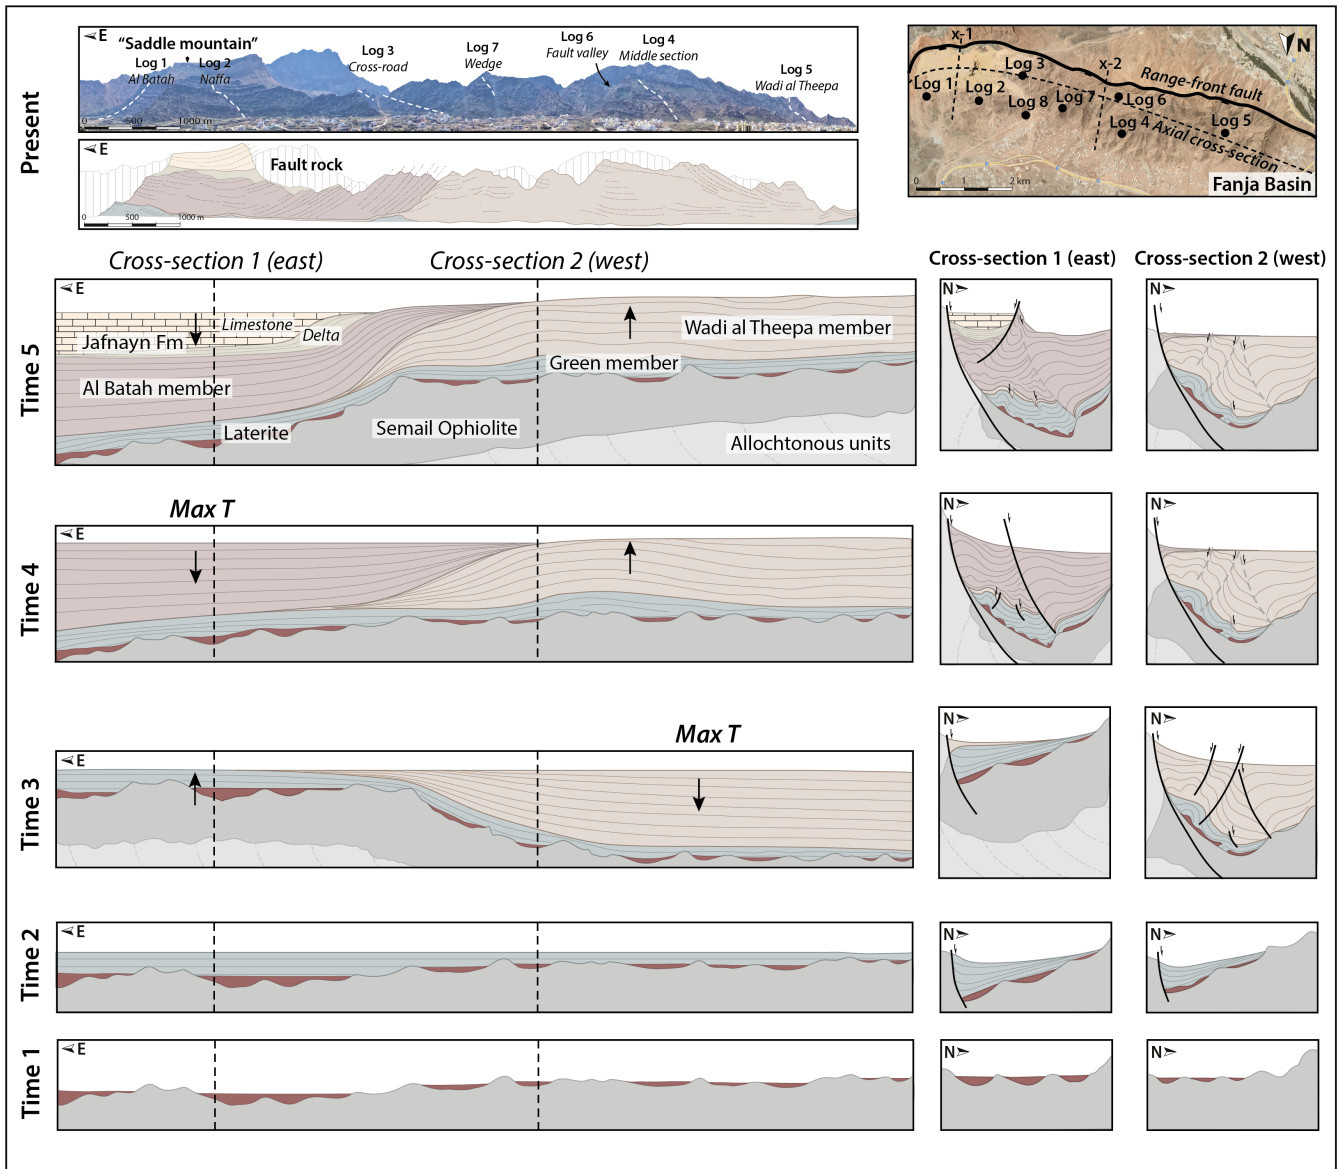 Present
E
"Saddle mountain"
Log 1
Al Batah
Log 2
Naffa
Log 3
Cross-road
Log 7
Wedge
Log 6
Fault valley
Log 4
Middle section
Log 5
Wadi al Theepa
0 500 1000 m
E
Fault rock
0 500 1000 m
x-1
x-2
N
Log 1
Log 2
Log 3
Log 8
Log 7
Log 6
Log 4
Log 5
Range-front fault
Axial cross-section
0 1 2 km
Fanja Basin
Cross-section 1 (east)
Cross-section 2 (west)
Cross-section 1 (east)
Cross-section 2 (west)
Time 5
E
Limestone
Delta
Jafnayn Fm
Al Batah member
Laterite
Semail Ophiolite
Green member
Wadi al Theepa member
Allochtonous units
N
N
Max T
Time 4
E
N
N
Max T
Time 3
E
N
N
Time 2
E
N
N
Time 1
E
N
N